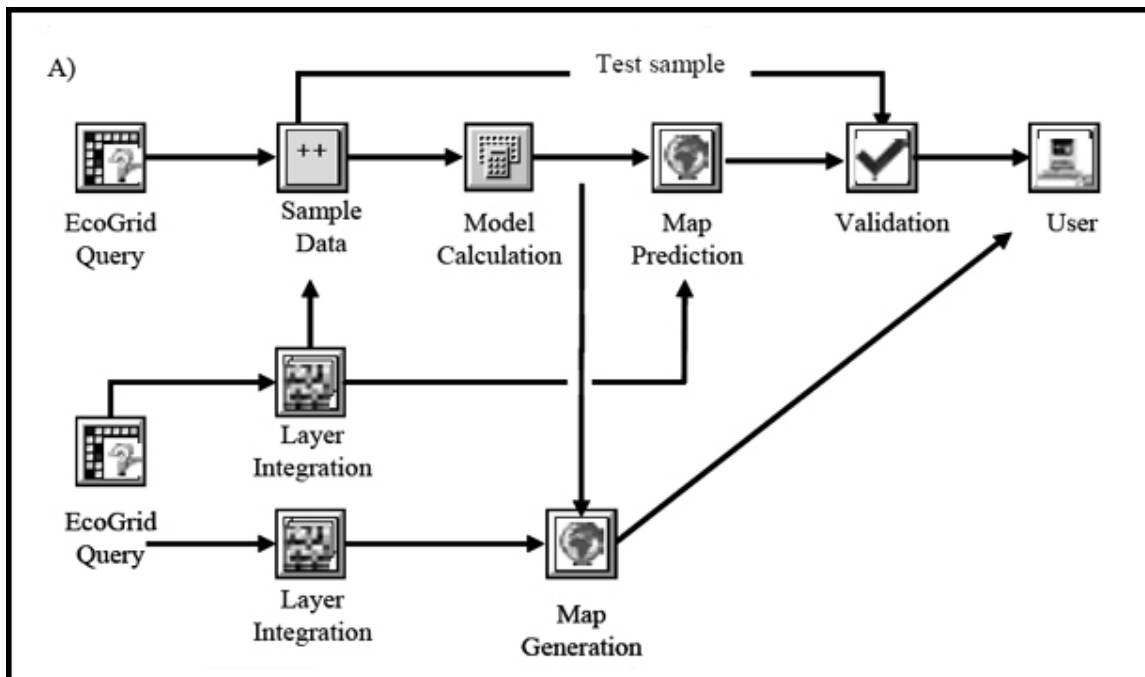 A)
Test sample
++
EcoGrid
Query
Sample
Data
Model
Calculation
Map
Prediction
Validation
User
Layer
Integration
EcoGrid
Query
Layer
Integration
Map
Generation